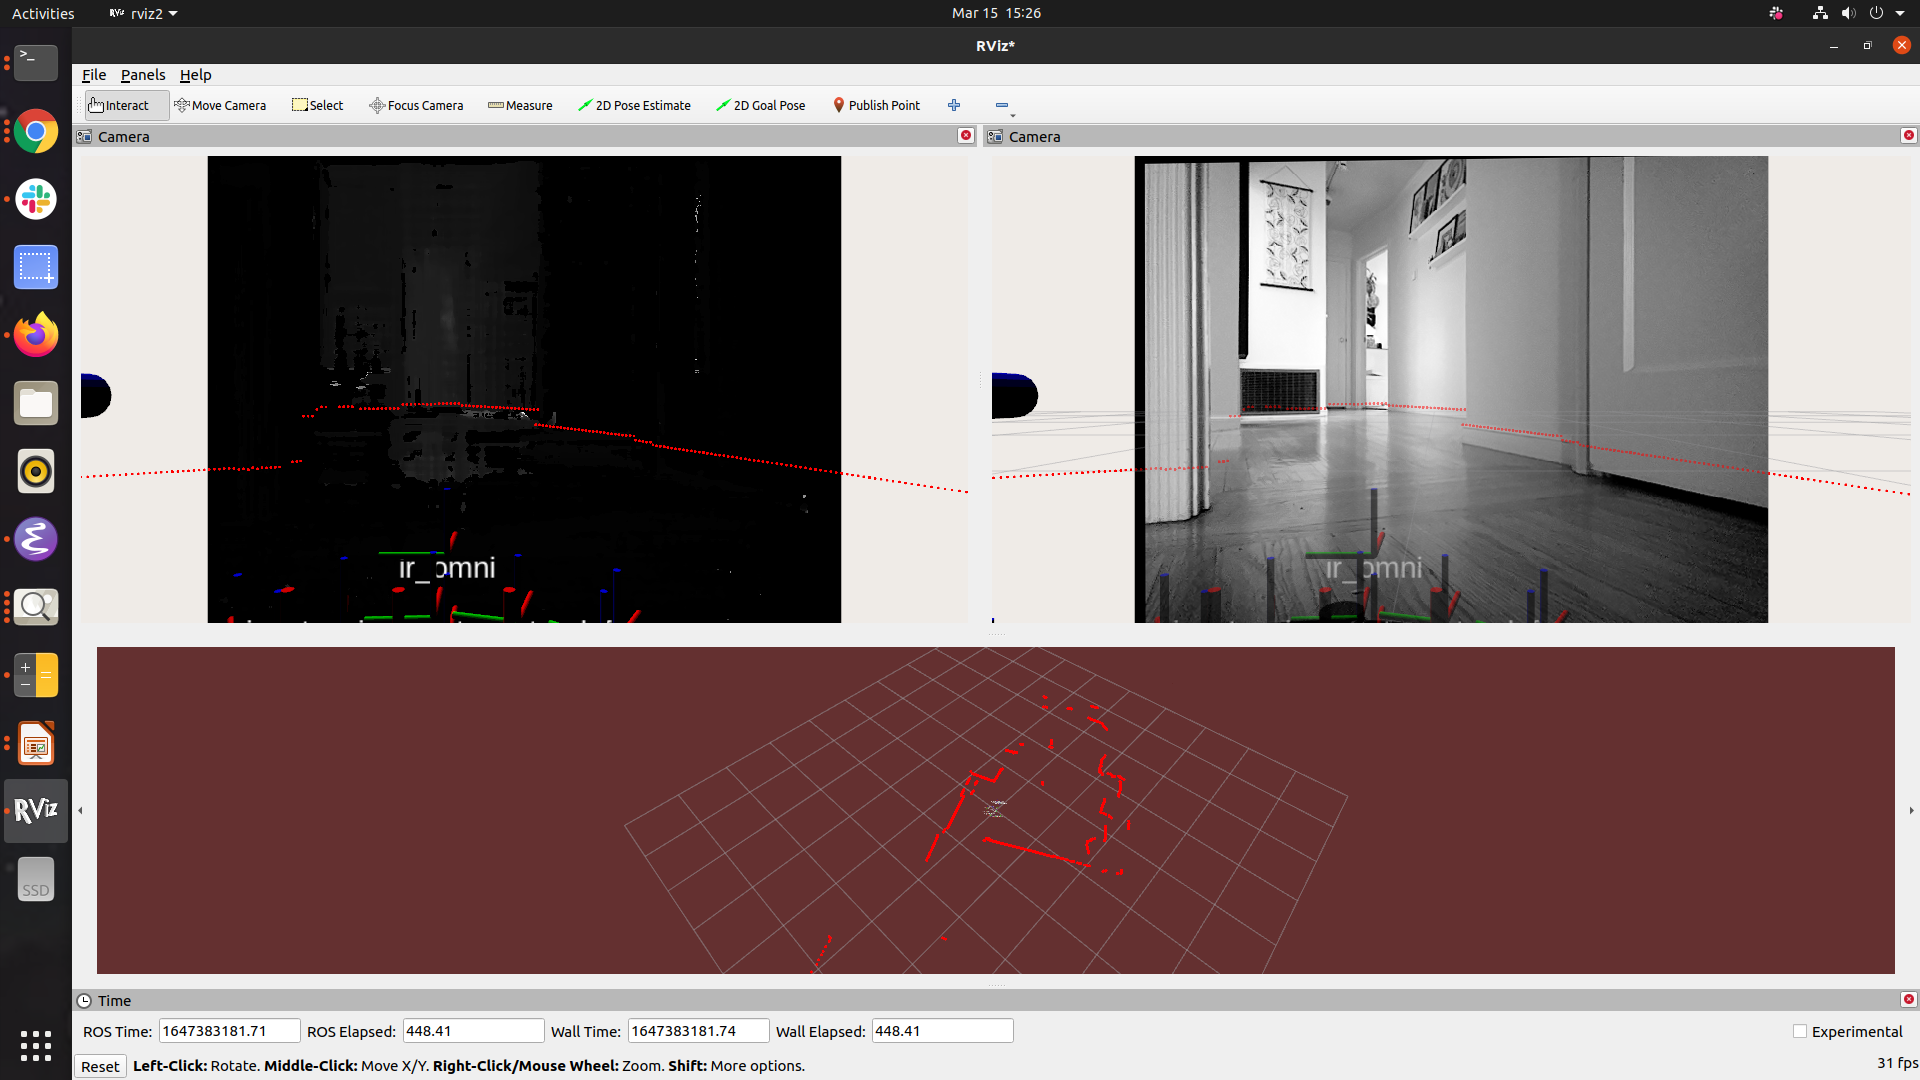 Activities
RViz rviz2
Mar 15 15:26
RViz*
File Panels Help
Interact Move Camera Select Focus Camera Measure 2D Pose Estimate 2D Goal Pose Publish Point
Camera
Camera
ir_omni
ir_omni
RViz
SSD
Time
ROS Time: 1647383181.71 ROS Elapsed: 448.41 Wall Time: 1647383181.74 Wall Elapsed: 448.41 Experimental
Reset Left-Click: Rotate. Middle-Click: Move X/Y. Right-Click/Mouse Wheel: Zoom. Shift: More options. 31 fps